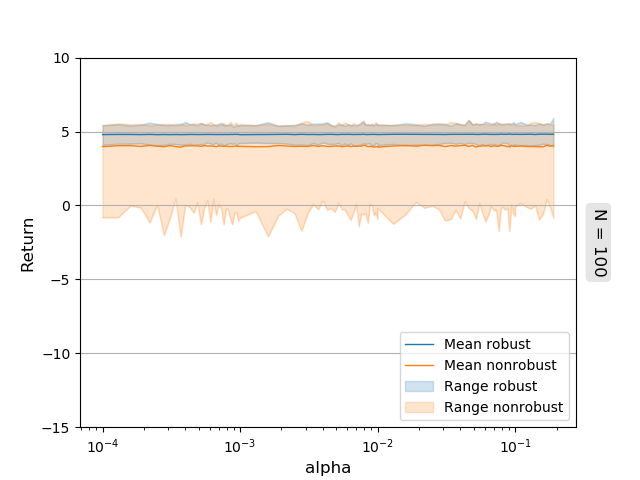 10
5
0
−5
−10
−15
Return
10⁻⁴
10⁻³
10⁻²
10⁻¹
alpha
N = 100
Mean robust
Mean nonrobust
Range robust
Range nonrobust